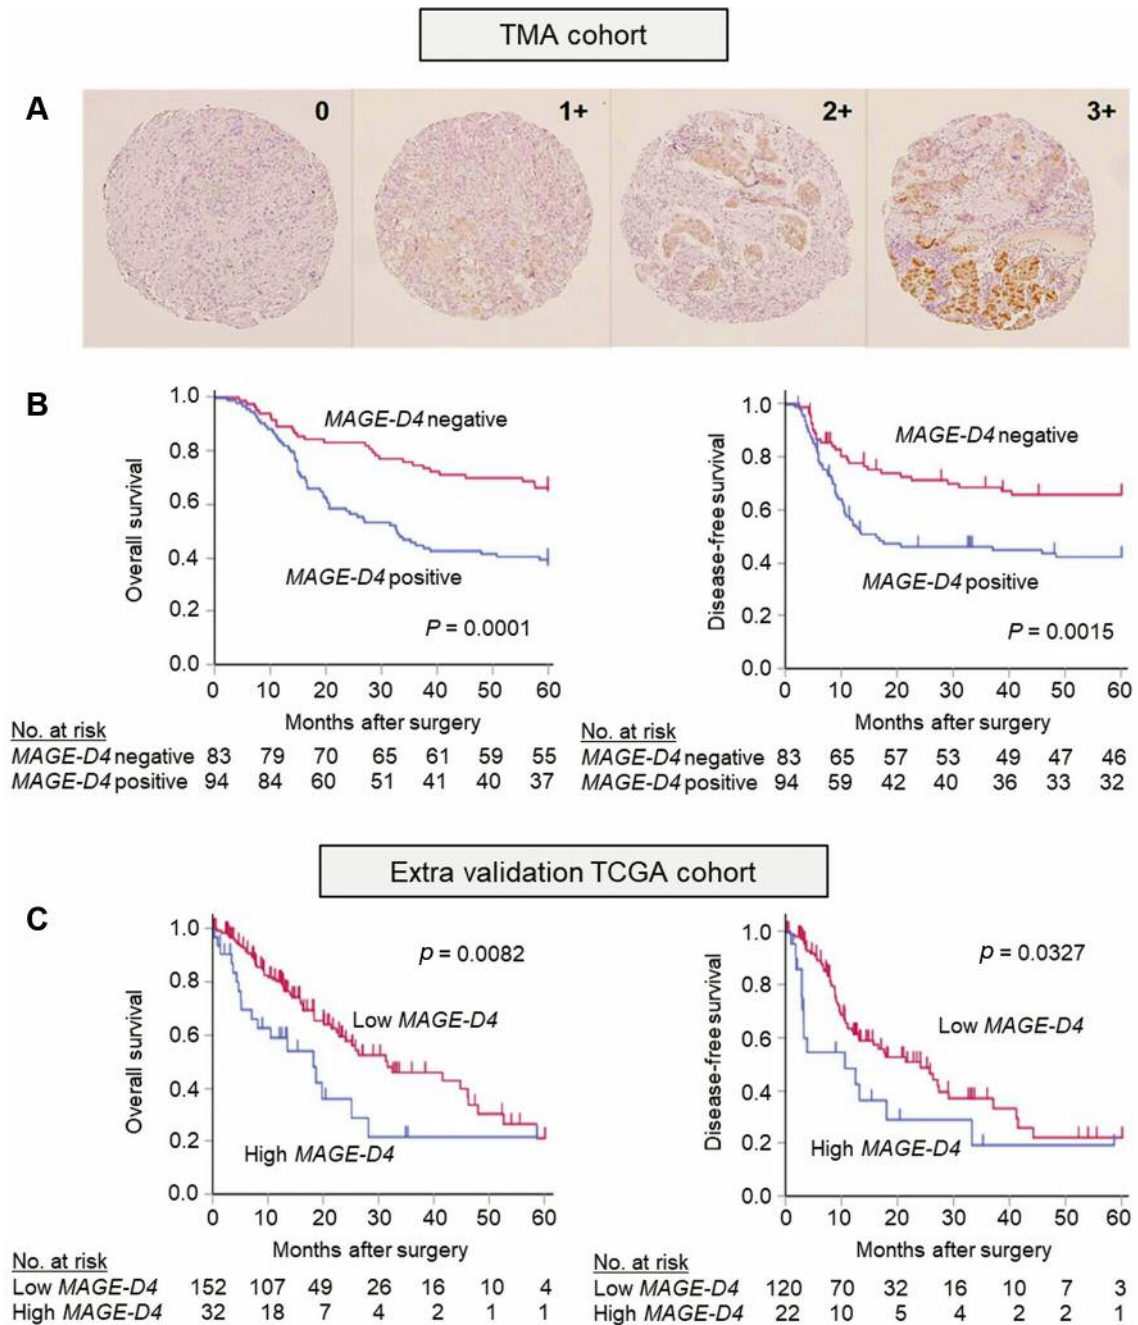 TMA cohort
A
0
1+
2+
3+
B
Overall survival
1.0
0.8
0.6
0.4
0.2
0.0
MAGE-D4 negative
MAGE-D4 positive
P = 0.0001
0 10 20 30 40 50 60
Months after surgery
No. at risk
MAGE-D4 negative 83 79 70 65 61 59 55
MAGE-D4 positive 94 84 60 51 41 40 37
Disease-free survival
1.0
0.8
0.6
0.4
0.2
0.0
MAGE-D4 negative
MAGE-D4 positive
P = 0.0015
0 10 20 30 40 50 60
Months after surgery
No. at risk
MAGE-D4 negative 83 65 57 53 49 47 46
MAGE-D4 positive 94 59 42 40 36 33 32
Extra validation TCGA cohort
C
Overall survival
1.0
0.8
0.6
0.4
0.2
0.0
p = 0.0082
Low MAGE-D4
High MAGE-D4
0 10 20 30 40 50 60
Months after surgery
No. at risk
Low MAGE-D4 152 107 49 26 16 10 4
High MAGE-D4 32 18 7 4 2 1 1
Disease-free survival
1.0
0.8
0.6
0.4
0.2
0.0
p = 0.0327
Low MAGE-D4
High MAGE-D4
0 10 20 30 40 50 60
Months after surgery
No. at risk
Low MAGE-D4 120 70 32 16 10 7 3
High MAGE-D4 22 10 5 4 2 2 1